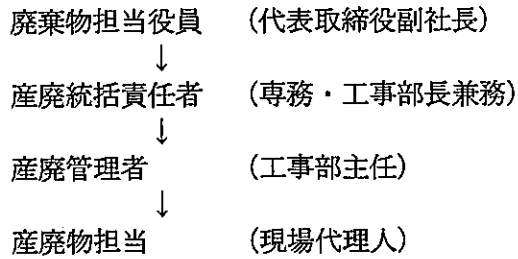 廃棄物担当役員　（代表取締役副社長）
↓
産廃統括責任者　（専務・工事部長兼務）
↓
産廃管理者　（工事部主任）
↓
産廃物担当　（現場代理人）